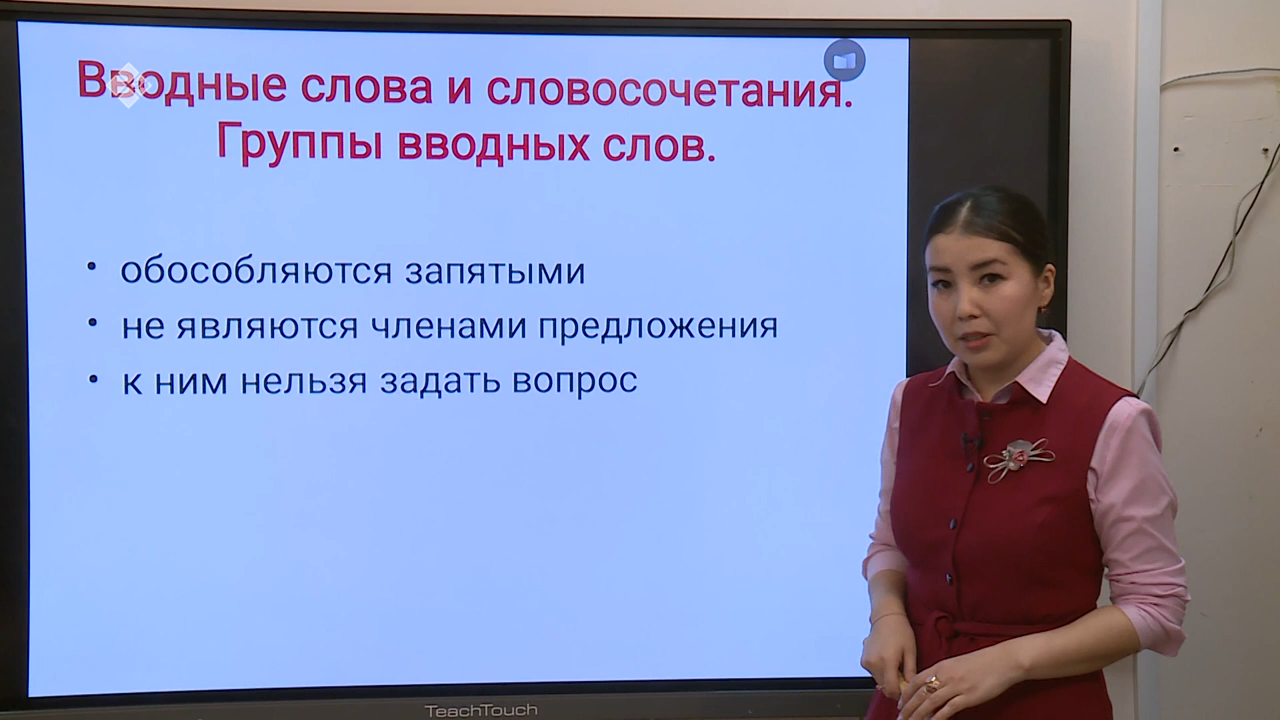 Вводные слова и словосочетания.
Группы вводных слов.
• обособляются запятыми
• не являются членами предложения
• к ним нельзя задать вопрос
TeachTouch